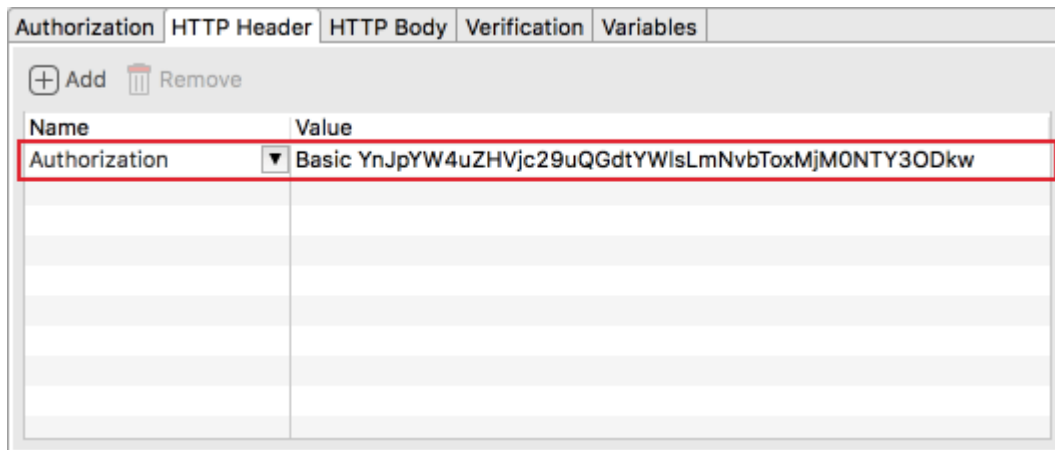 Authorization HTTP Header HTTP Body Verification Variables
Add Remove
Name Value
Authorization Basic YnJpYW4uZHVjc29uQGdtYWlsLmNvbToxMjM0NTY3ODkw